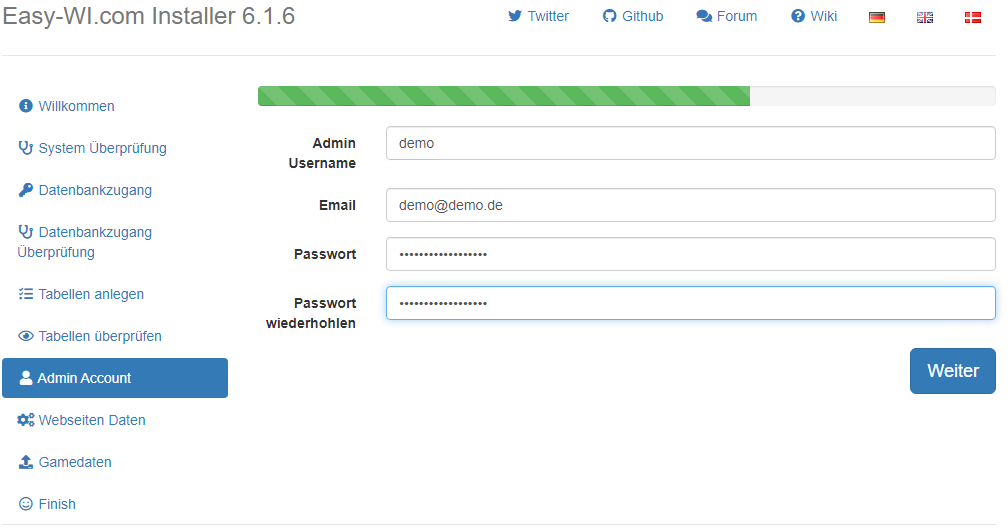 Easy-WI.com Installer 6.1.6
Twitter Github Forum Wiki
Willkommen
System Überprüfung
Datenbankzugang
Datenbankzugang
Überprüfung
Tabellen anlegen
Tabellen überprüfen
Admin Account
Webseiten Daten
Gamedaten
Finish
Admin
Username
demo
Email
demo@demo.de
Passwort
••••••••••••••••••
Passwort
wiederhohlen
••••••••••••••••••
Weiter